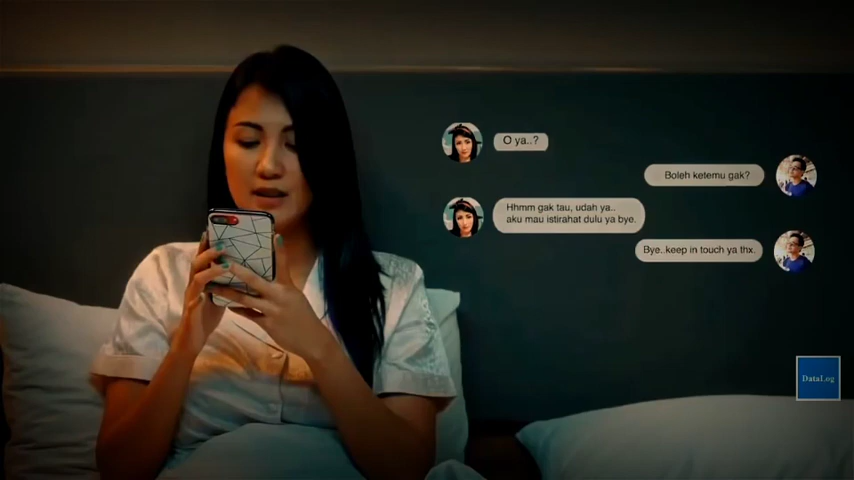 O ya..?
Boleh ketemu gak?
Hhmm gak tau, udah ya..
aku mau istirahat dulu ya bye.
Bye..keep in touch ya thx.
DataLog